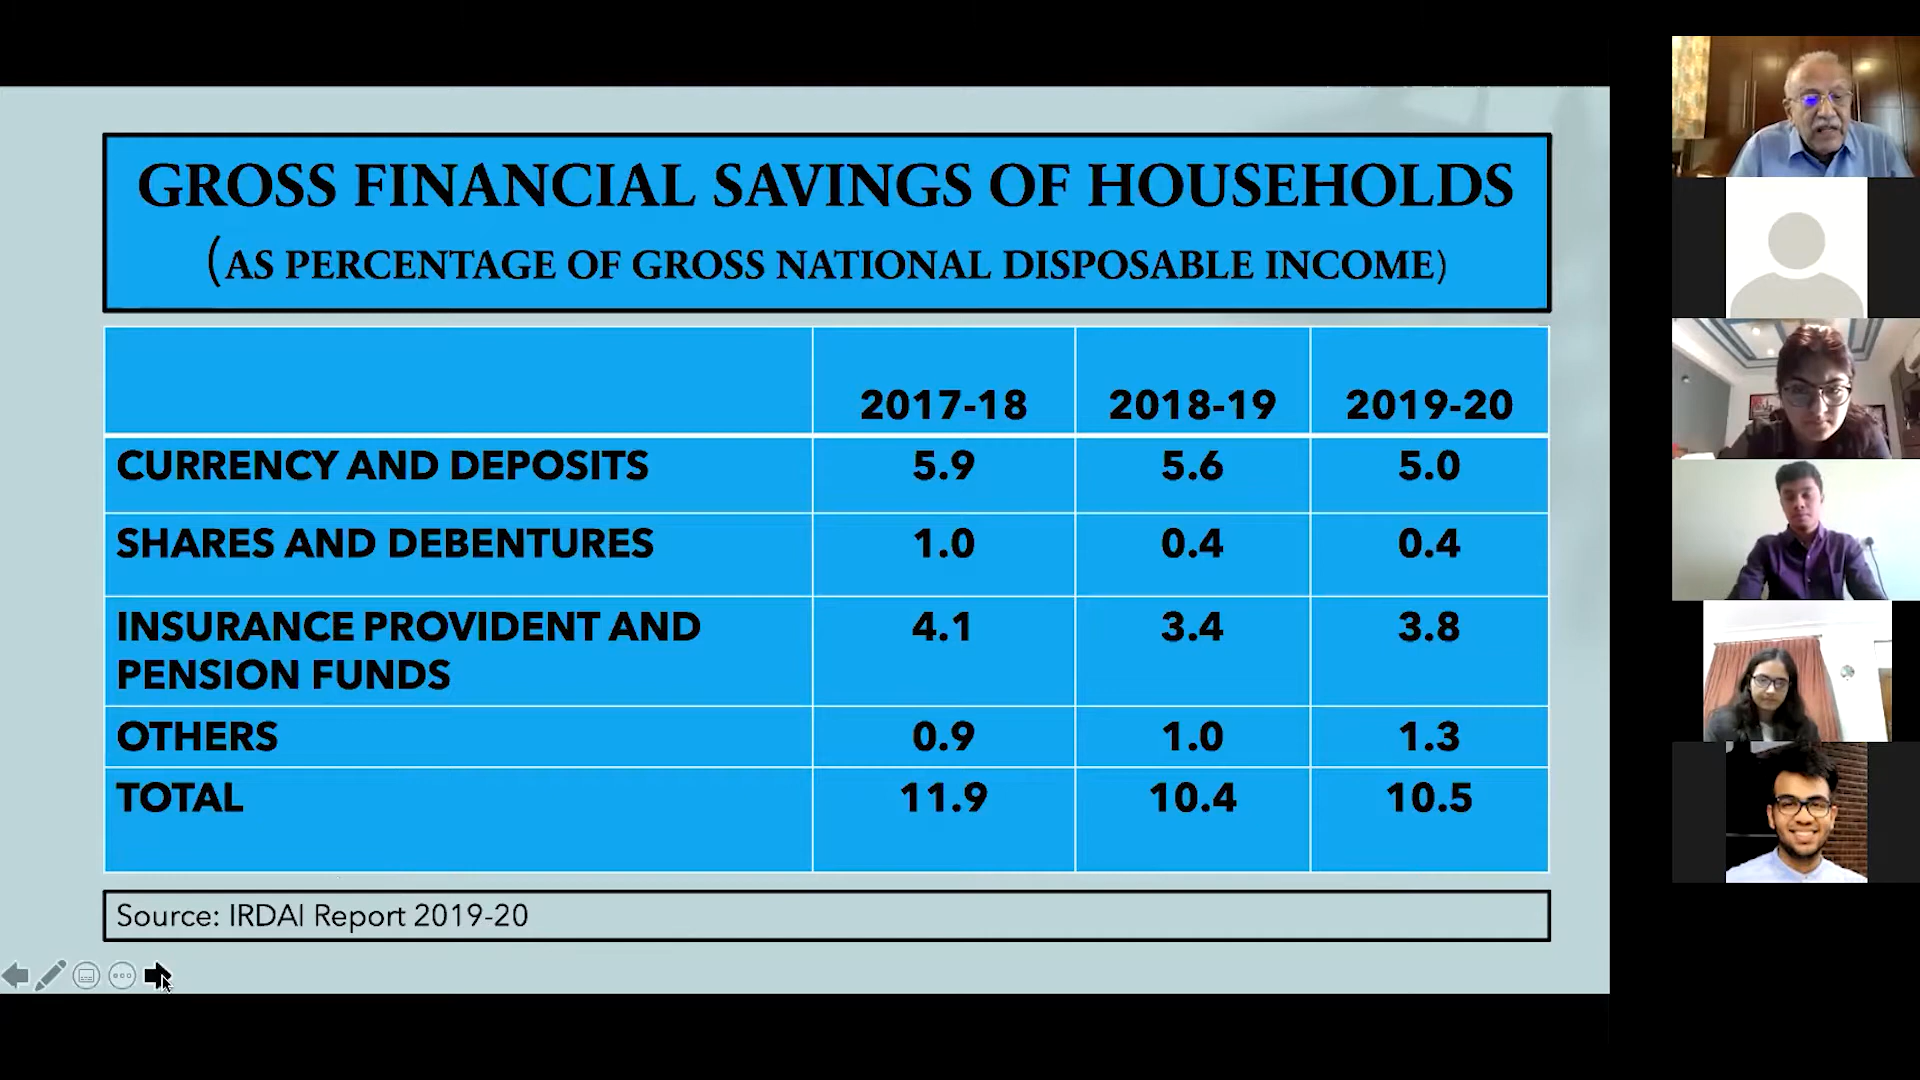 GROSS FINANCIAL SAVINGS OF HOUSEHOLDS
(AS PERCENTAGE OF GROSS NATIONAL DISPOSABLE INCOME)
2017-18 2018-19 2019-20
CURRENCY AND DEPOSITS 5.9 5.6 5.0
SHARES AND DEBENTURES 1.0 0.4 0.4
INSURANCE PROVIDENT AND 4.1 3.4 3.8
PENSION FUNDS
OTHERS 0.9 1.0 1.3
TOTAL 11.9 10.4 10.5
Source: IRDAI Report 2019-20